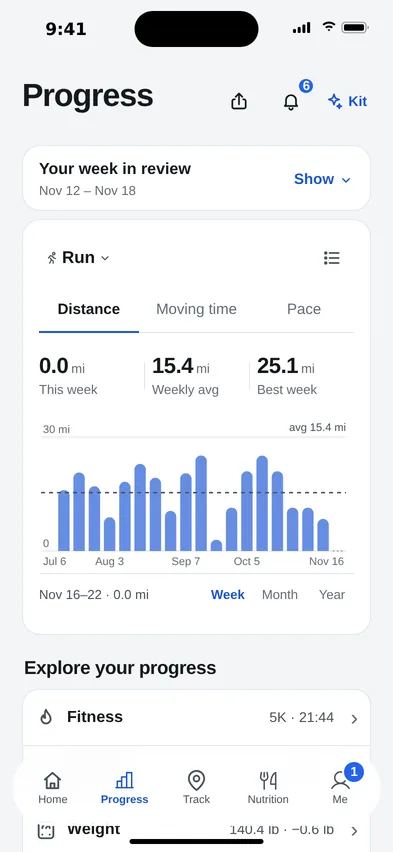 9:41
Progress
6
Kit
Your week in review
Nov 12 – Nov 18
Show
Run
Distance Moving time Pace
0.0 mi 15.4 mi 25.1 mi
This week Weekly avg Best week
30 mi avg 15.4 mi
0
Jul 6 Aug 3 Sep 7 Oct 5 Nov 16
Nov 16–22 · 0.0 mi Week Month Year
Explore your progress
Fitness 5K · 21:44
1
Home Progress Track Nutrition Me
Weight 140.4 lb · −0.6 lb